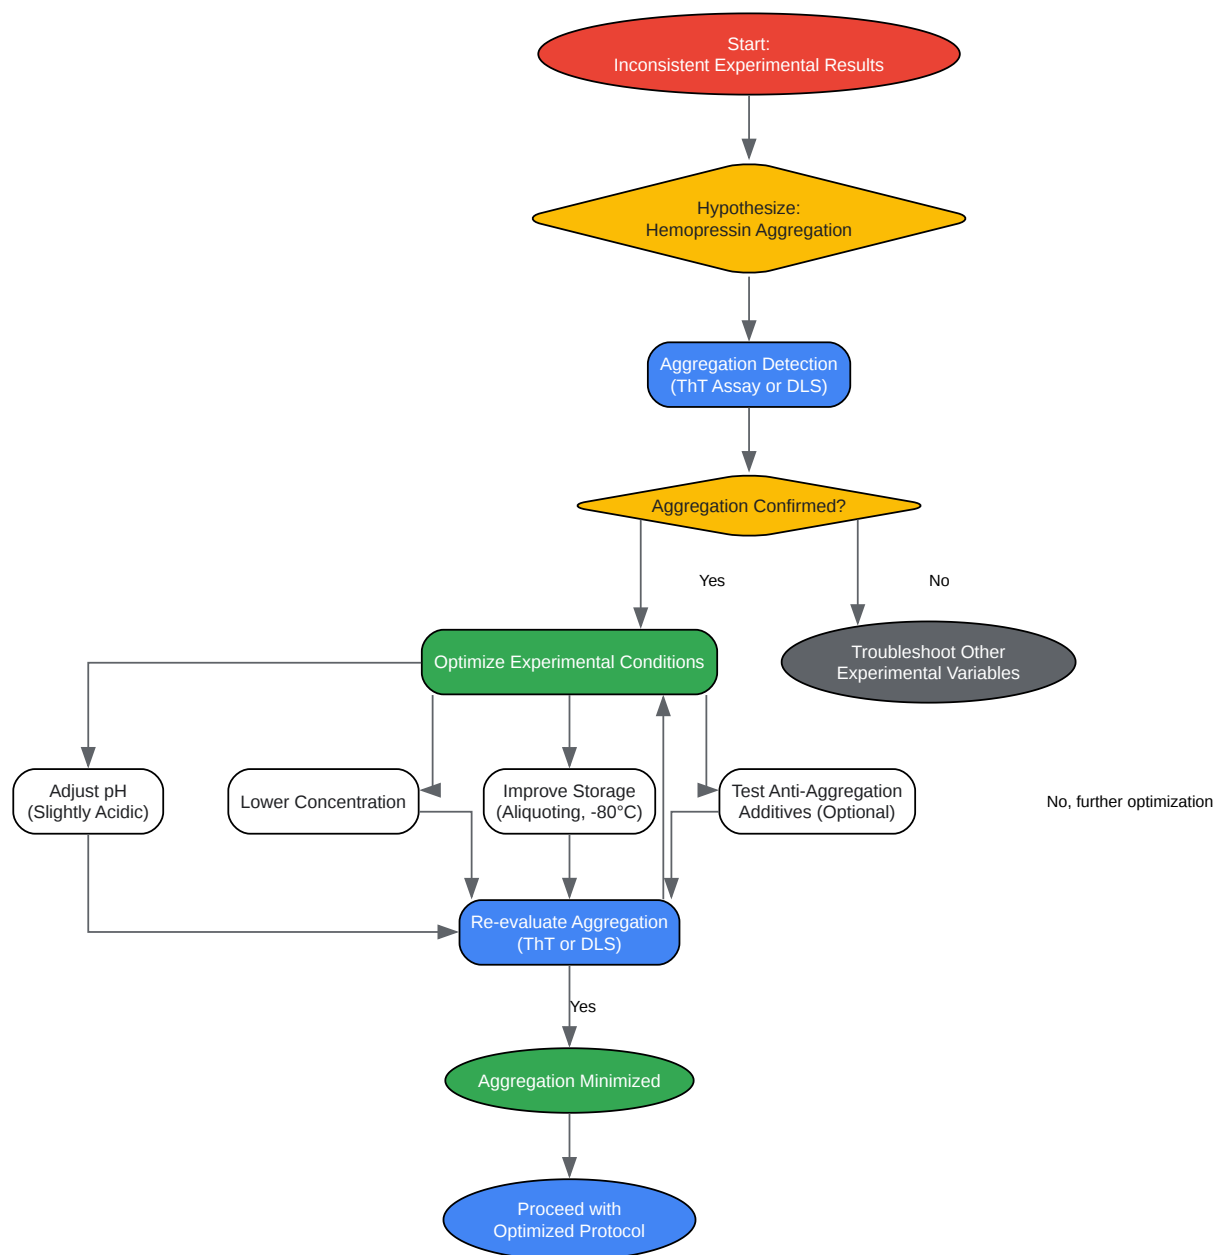 Start:
Inconsistent Experimental Results
Hypothesize:
Hemopressin Aggregation
Aggregation Detection
(ThT Assay or DLS)
Aggregation Confirmed?
Yes
No
Optimize Experimental Conditions
Troubleshoot Other
Experimental Variables
Adjust pH
(Slightly Acidic)
Lower Concentration
Improve Storage
(Aliquoting, -80°C)
Test Anti-Aggregation
Additives (Optional)
No, further optimization
Re-evaluate Aggregation
(ThT or DLS)
Yes
Aggregation Minimized
Proceed with
Optimized Protocol